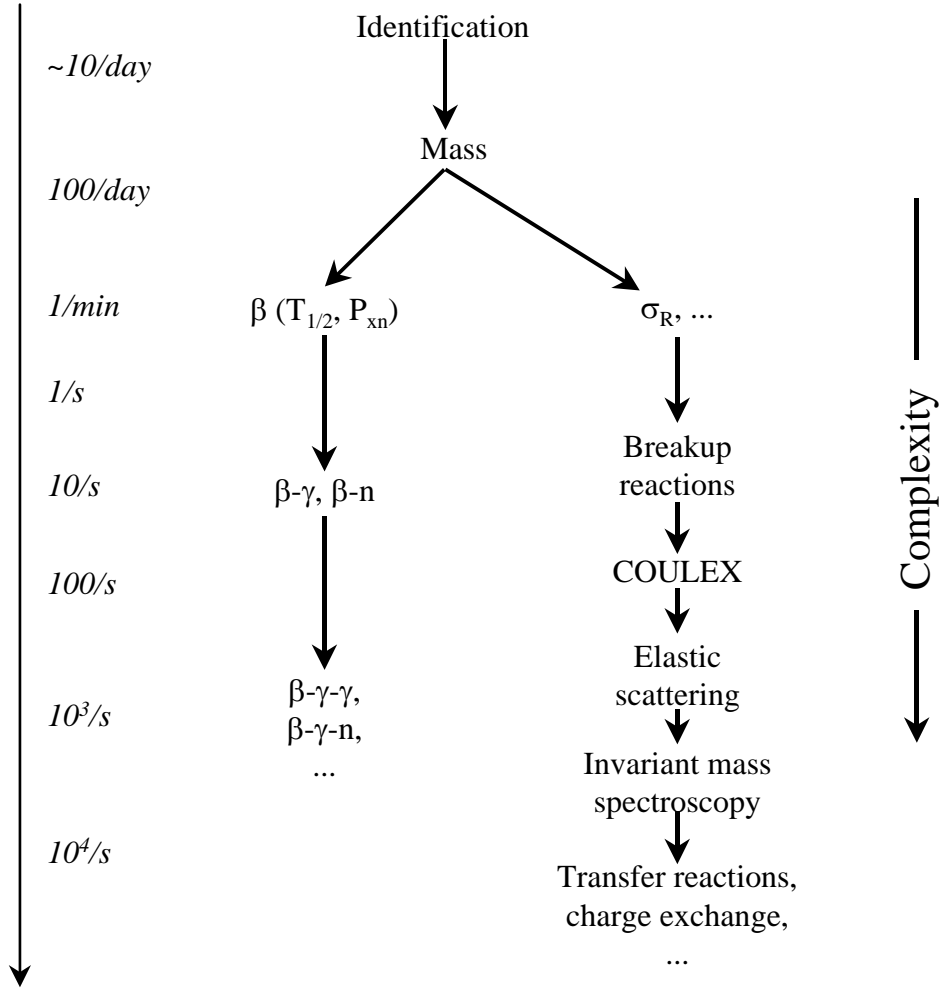 Identification
~10/day
Mass
100/day
1/min
β (T₁/₂, Pₓₙ)
σ_R, ...
1/s
Breakup
reactions
10/s
β-γ, β-n
100/s
COULEX
Elastic
scattering
β-γ-γ,
β-γ-n,
...
10³/s
Invariant mass
spectroscopy
10⁴/s
Transfer reactions,
charge exchange,
...
Complexity